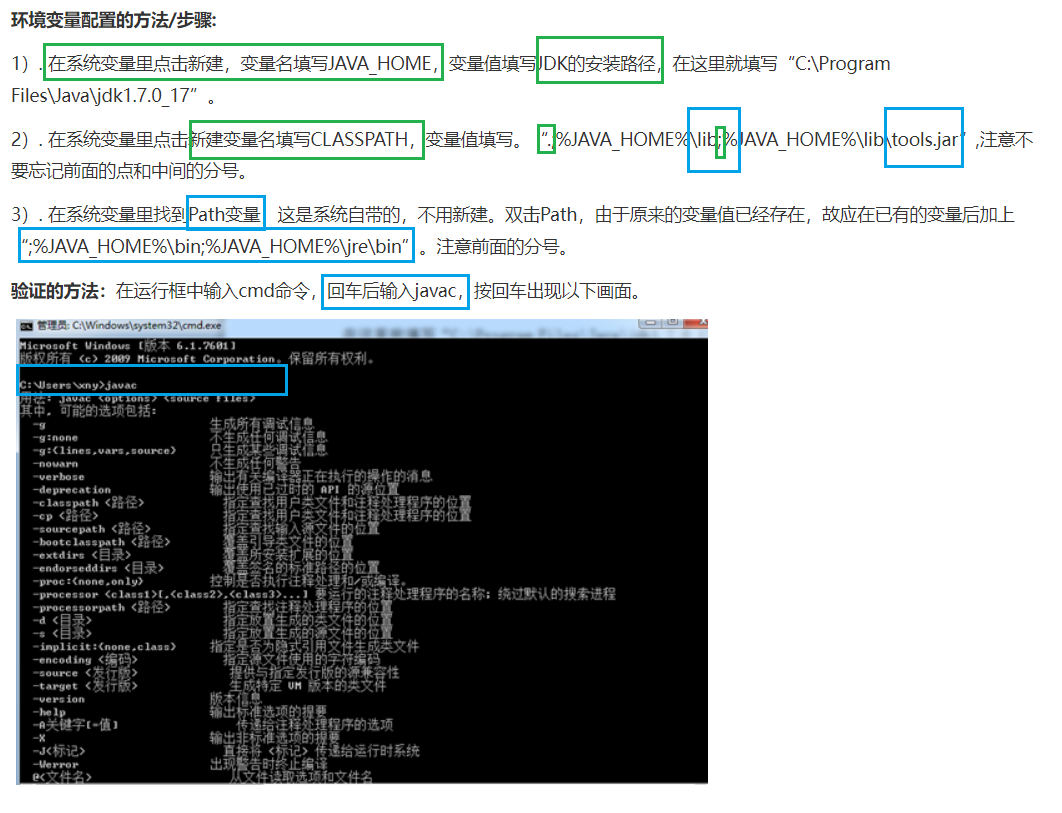 环境变量配置的方法/步骤:
1）. 在系统变量里点击新建，变量名填写JAVA_HOME，变量值填写JDK的安装路径，在这里就填写“C:\Program
Files\Java\jdk1.7.0_17”。
2）. 在系统变量里点击新建变量名填写CLASSPATH，变量值填写。“.;%JAVA_HOME%\lib;%JAVA_HOME%\lib\tools.jar” ,注意不
要忘记前面的点和中间的分号。
3）. 在系统变量里找到Path变量 这是系统自带的，不用新建。双击Path，由于原来的变量值已经存在，故应在已有的变量后加上
“;%JAVA_HOME%\bin;%JAVA_HOME%\jre\bin”。注意前面的分号。
验证的方法：在运行框中输入cmd命令，回车后输入javac，按回车出现以下画面。
管理员: C:\Windows\system32\cmd.exe
Microsoft Windows [版本 6.1.7601]
版权所有 (c) 2009 Microsoft Corporation。保留所有权利。
C:\Users\xny>javac
用法: javac <options> <source files>
其中, 可能的选项包括:
-g 生成所有调试信息
-g:none 不生成任何调试信息
-g:{lines,vars,source} 只生成某些调试信息
-nowarn 不生成任何警告
-verbose 输出有关编译器正在执行的操作的消息
-deprecation 输出使用已过时的 API 的源位置
-classpath <路径> 指定查找用户类文件和注释处理程序的位置
-cp <路径> 指定查找用户类文件和注释处理程序的位置
-sourcepath <路径> 指定查找输入源文件的位置
-bootclasspath <路径> 覆盖引导类文件的位置
-extdirs <目录> 覆盖所安装扩展的位置
-endorseddirs <目录> 覆盖签名的标准路径的位置
-proc:{none,only} 控制是否执行注释处理和/或编译。
-processor <class1>[,<class2>,<class3>...] 要运行的注释处理程序的名称; 绕过默认的搜索进程
-processorpath <路径> 指定查找注释处理程序的位置
-d <目录> 指定放置生成的类文件的位置
-s <目录> 指定放置生成的源文件的位置
-implicit:{none,class} 指定是否为隐式引用文件生成类文件
-encoding <编码> 指定源文件使用的字符编码
-source <发行版> 提供与指定发行版的源兼容性
-target <发行版> 生成特定 VM 版本的类文件
-version 版本信息
-help 输出标准选项的提要
-A关键字[=值] 传递给注释处理程序的选项
-X 输出非标准选项的提要
-J<标记> 直接将 <标记> 传递给运行时系统
-Werror 出现警告时终止编译
@<文件名> 从文件读取选项和文件名